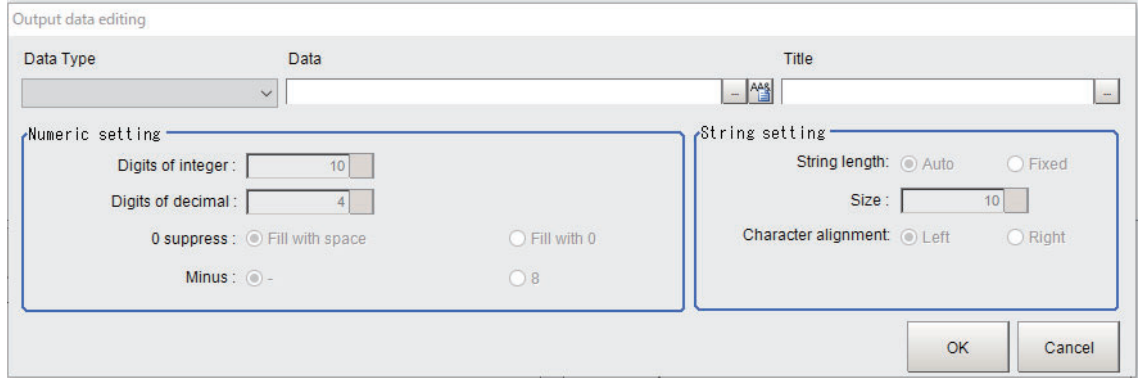 Output data editing
Data Type Data Title
... AA& ...
Numeric setting
Digits of integer : 10
Digits of decimal : 4
0 suppress : Fill with space Fill with 0
Minus : - 8
String setting
String length: Auto Fixed
Size : 10
Character alignment: Left Right
OK Cancel